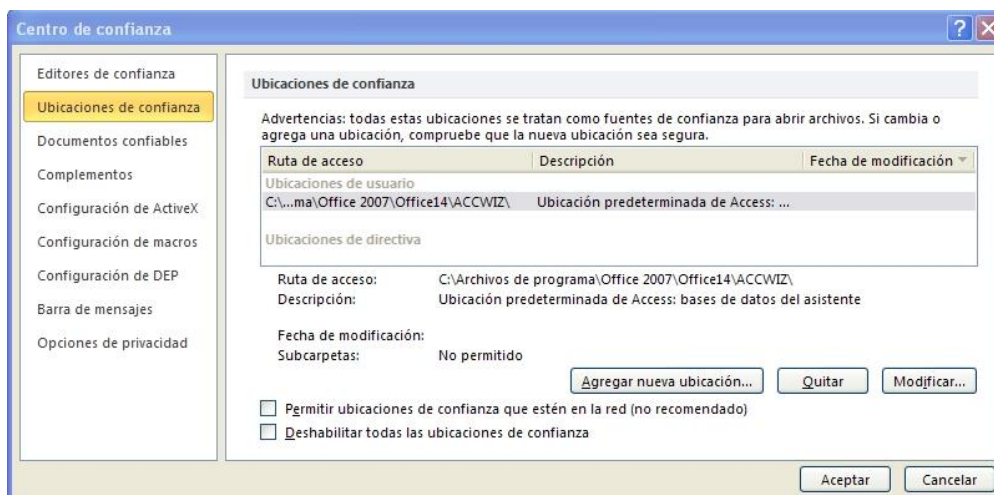 Centro de confianza
Editores de confianza
Ubicaciones de confianza
Documentos confiables
Complementos
Configuración de ActiveX
Configuración de macros
Configuración de DEP
Barra de mensajes
Opciones de privacidad
Ubicaciones de confianza
Advertencias: todas estas ubicaciones se tratan como fuentes de confianza para abrir archivos. Si cambia o
agrega una ubicación, compruebe que la nueva ubicación sea segura.
Ruta de acceso Descripción Fecha de modificación
Ubicaciones de usuario
C:\...ma\Office 2007\Office14\ACCWIZ\ Ubicación predeterminada de Access: ...
Ubicaciones de directiva
Ruta de acceso: C:\Archivos de programa\Office 2007\Office14\ACCWIZ\
Descripción: Ubicación predeterminada de Access: bases de datos del asistente
Fecha de modificación:
Subcarpetas: No permitido
Agregar nueva ubicación... Quitar Modificar...
Permitir ubicaciones de confianza que estén en la red (no recomendado)
Deshabilitar todas las ubicaciones de confianza
Aceptar Cancelar